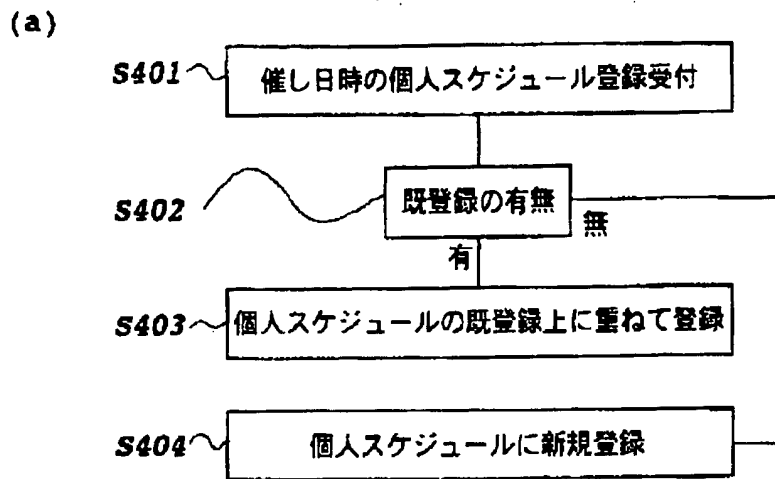 (a)
S401 催し日時の個人スケジュール登録受付
S402 既登録の有無
無
有
S403 個人スケジュールの既登録上に重ねて登録
S404 個人スケジュールに新規登録